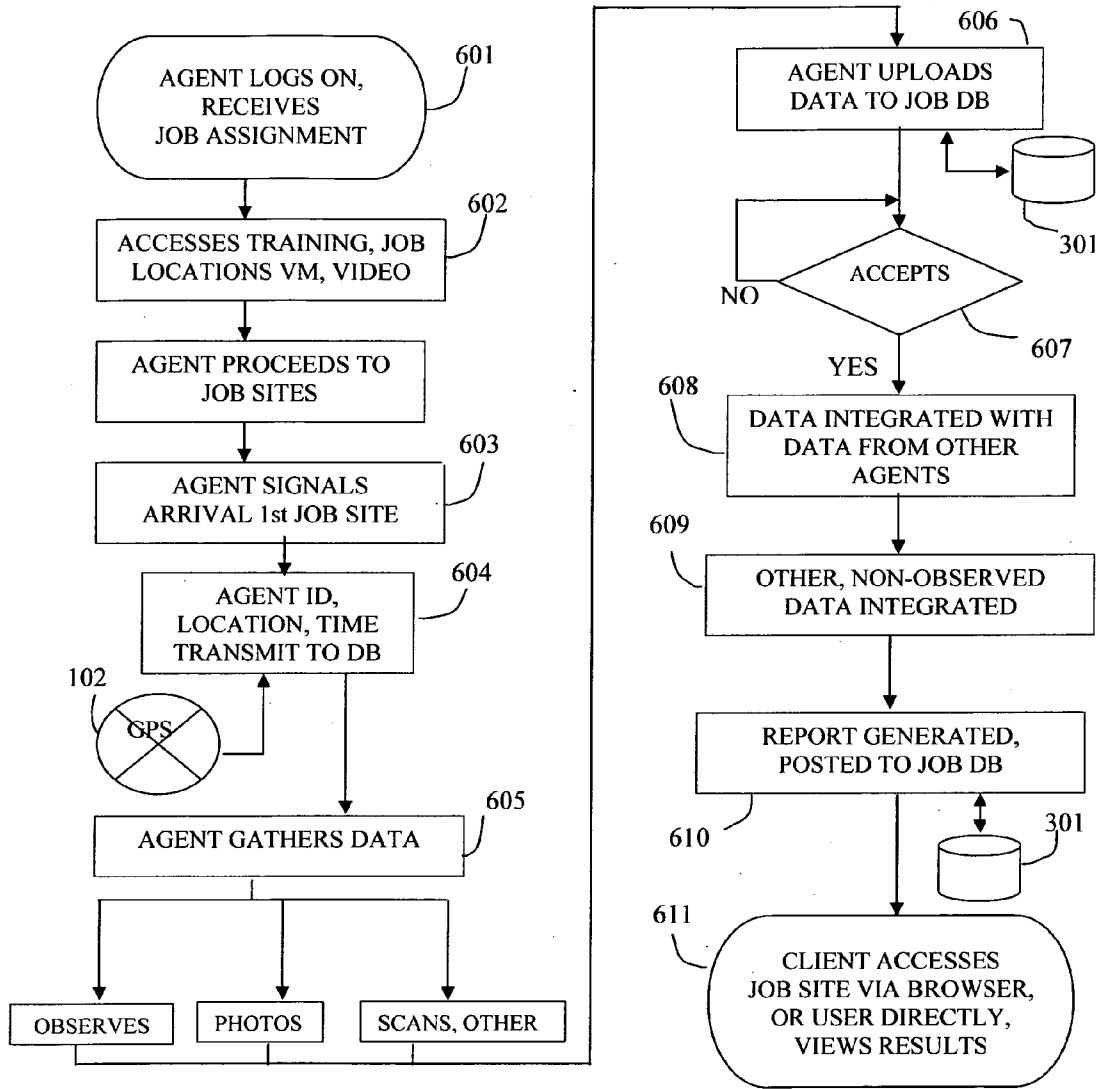 601
AGENT LOGS ON,
RECEIVES
JOB ASSIGNMENT
602
ACCESSES TRAINING, JOB
LOCATIONS VM, VIDEO
AGENT PROCEEDS TO
JOB SITES
603
AGENT SIGNALS
ARRIVAL 1st JOB SITE
604
AGENT ID,
LOCATION, TIME
TRANSMIT TO DB
102
GPS
605
AGENT GATHERS DATA
OBSERVES
PHOTOS
SCANS, OTHER
606
AGENT UPLOADS
DATA TO JOB DB
301
ACCEPTS
NO
607
YES
608
DATA INTEGRATED WITH
DATA FROM OTHER
AGENTS
609
OTHER, NON-OBSERVED
DATA INTEGRATED
REPORT GENERATED,
POSTED TO JOB DB
610
301
611
CLIENT ACCESSES
JOB SITE VIA BROWSER,
OR USER DIRECTLY,
VIEWS RESULTS